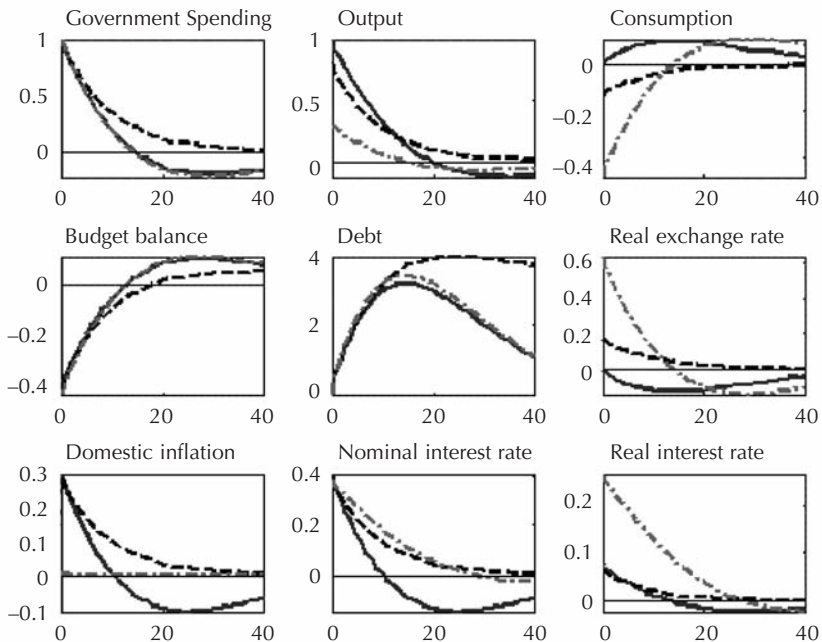 Government Spending
1
0.5
0
0 20 40
Output
1
0.5
0
0 20 40
Consumption
0
–0.2
–0.4
0 20 40
Budget balance
0
–0.2
–0.4
0 20 40
Debt
4
2
0
0 20 40
Real exchange rate
0.6
0.4
0.2
0
0 20 40
Domestic inflation
0.3
0.2
0.1
0
–0.1
0 20 40
Nominal interest rate
0.4
0.2
0
0 20 40
Real interest rate
0.2
0.1
0
0 20 40